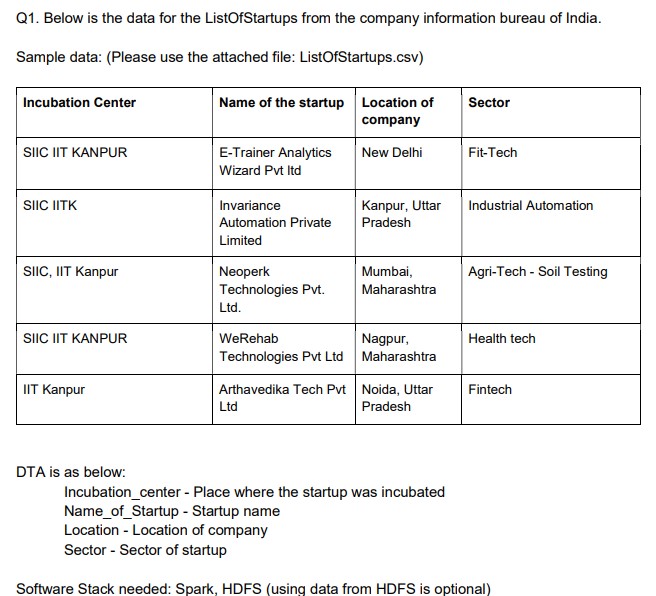 Q1. Below is the data for the ListOfStartups from the company information bureau of India.
Sample data: (Please use the attached file: ListOfStartups.csv)
Incubation Center
Name of the startup
Location of
company
Sector
SIIC IIT KANPUR
E-Trainer Analytics
Wizard Pvt ltd
New Delhi
Fit-Tech
SIIC IITK
Invariance
Automation Private
Limited
Kanpur, Uttar
Pradesh
Industrial Automation
SIIC, IIT Kanpur
Neoperk
Technologies Pvt.
Ltd.
Mumbai,
Maharashtra
Agri-Tech - Soil Testing
SIIC IIT KANPUR
WeRehab
Technologies Pvt Ltd
Nagpur,
Maharashtra
Health tech
IIT Kanpur
Arthavedika Tech Pvt
Ltd
Noida, Uttar
Pradesh
Fintech
DTA is as below:
Incubation_center - Place where the startup was incubated
Name_of_Startup - Startup name
Location - Location of company
Sector - Sector of startup
Software Stack needed: Spark, HDFS (using data from HDFS is optional)